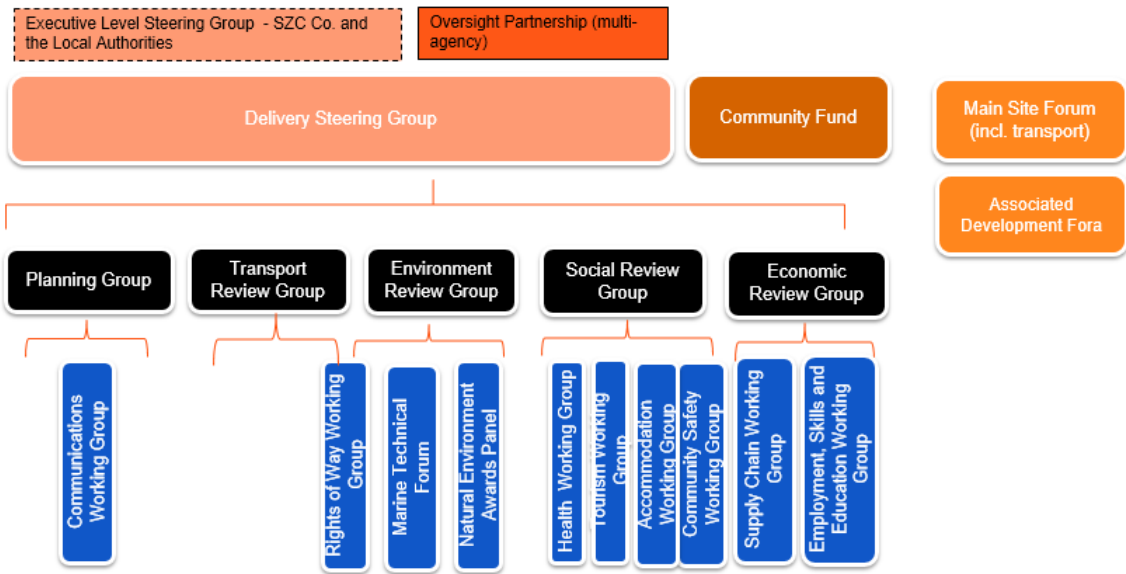 Executive Level Steering Group  - SZC Co. and
the Local Authorities
Oversight Partnership (multi-
agency)
Delivery Steering Group
Community Fund
Main Site Forum
(incl. transport)
Associated
Development Fora
Planning Group
Transport
Review Group
Environment
Review Group
Social Review
Group
Economic
Review Group
Communications
Working Group
Rights of Way Working
Group
Marine Technical
Forum
Natural Environment
Awards Panel
Health  Working Group
Tourism Working
Group
Accommodation
Working Group
Community Safety
Working Group
Supply Chain Working
Group
Employment, Skills and
Education Working
Group